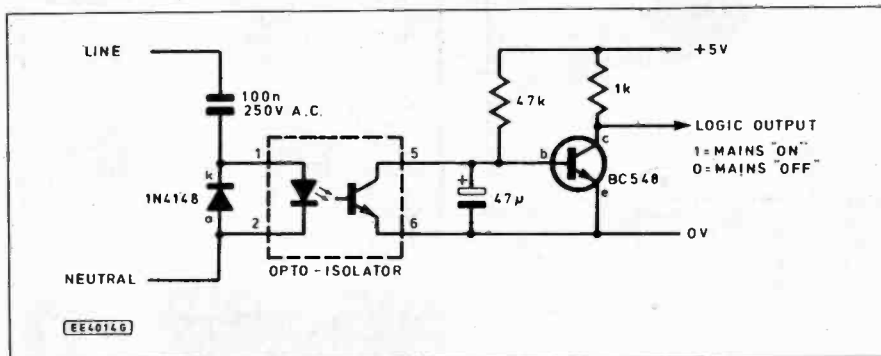 LINE
100n
250V A.C.
1N4148
k
a
1
2
NEUTRAL
OPTO-ISOLATOR
5
6
+
47µ
47k
1k
+5V
b
c
e
BC548
LOGIC OUTPUT
1=MAINS "ON"
0=MAINS "OFF"
0V
EE4014G